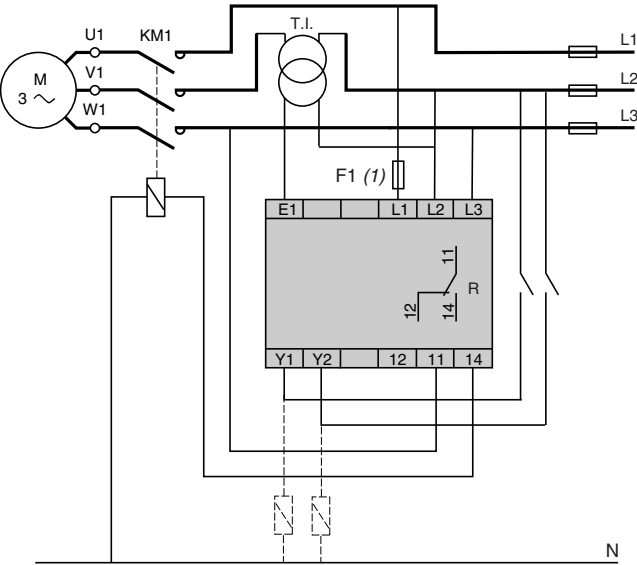 T.I.
U1 KM1 L1
M
3
V1 L2
W1 L3
F1 (1)
E1 L1 L2 L3
11
R
12 14
Y1 Y2 12 11 14
N